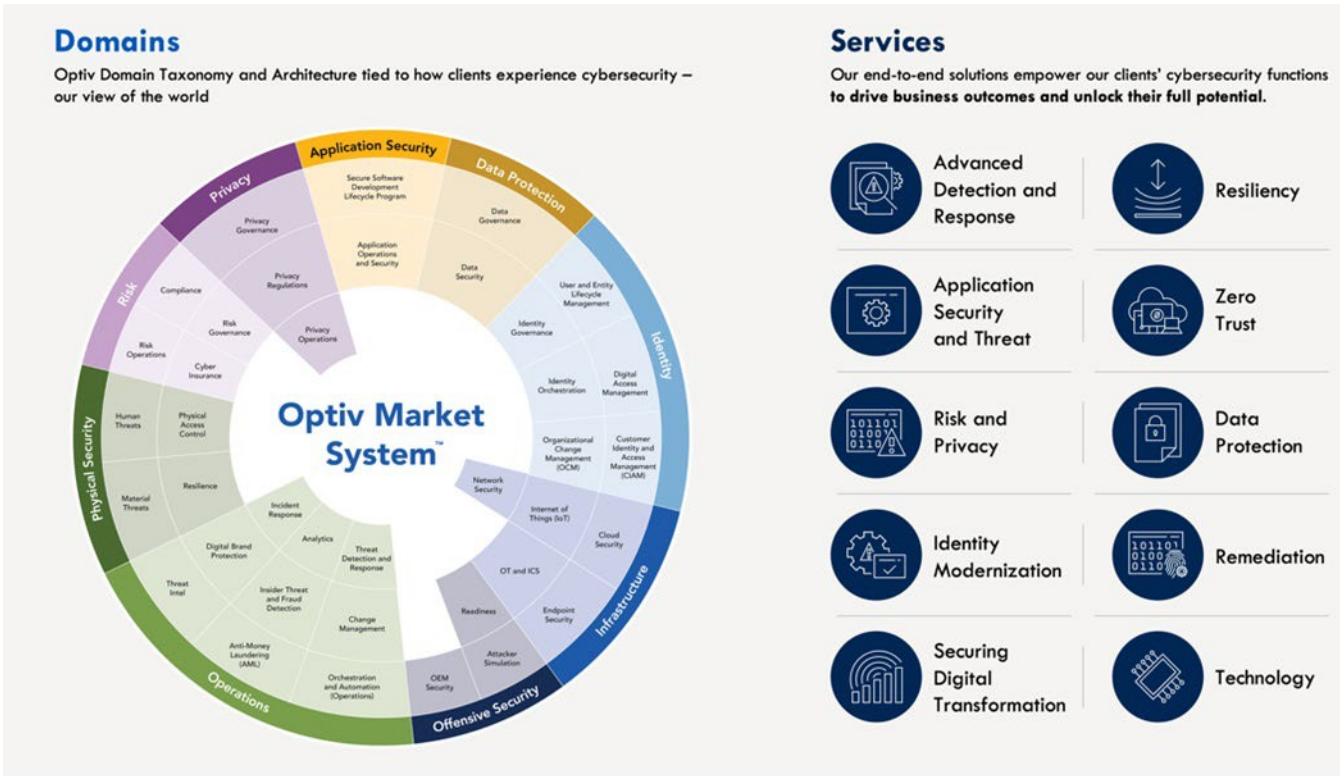 Domains
Optiv Domain Taxonomy and Architecture tied to how clients experience cybersecurity –
our view of the world
Application Security
Secure Software
Development
Lifecycle Program
Application
Operations
and Security
Data Protection
Data
Governance
Data
Security
Identity
User and Entity
Lifecycle
Management
Identity
Governance
Identity
Orchestration
Digital
Access
Management
Organizational
Change
Management
(OCM)
Customer
Identity and
Access
Management
(CIAM)
Infrastructure
Network
Security
Internet of
Things (IoT)
Cloud
Security
OT and ICS
Endpoint
Security
Offensive Security
Readiness
Attacker
Simulation
OEM
Security
Operations
Incident
Response
Analytics
Threat
Detection and
Response
Digital Brand
Protection
Insider Threat
and Fraud
Detection
Change
Management
Threat
Intel
Anti-Money
Laundering
(AML)
Orchestration
and Automation
(Operations)
Physical Security
Human
Threats
Physical
Access
Control
Material
Threats
Resilience
Risk
Compliance
Risk
Governance
Risk
Operations
Cyber
Insurance
Privacy
Privacy
Governance
Privacy
Regulations
Privacy
Operations
Optiv Market
System™
Services
Our end-to-end solutions empower our clients' cybersecurity functions
to drive business outcomes and unlock their full potential.
Advanced
Detection and
Response
Resiliency
Application
Security
and Threat
Zero
Trust
101101
0100
0110
Risk and
Privacy
Data
Protection
Identity
Modernization
101101
0100
0110
Remediation
Securing
Digital
Transformation
Technology